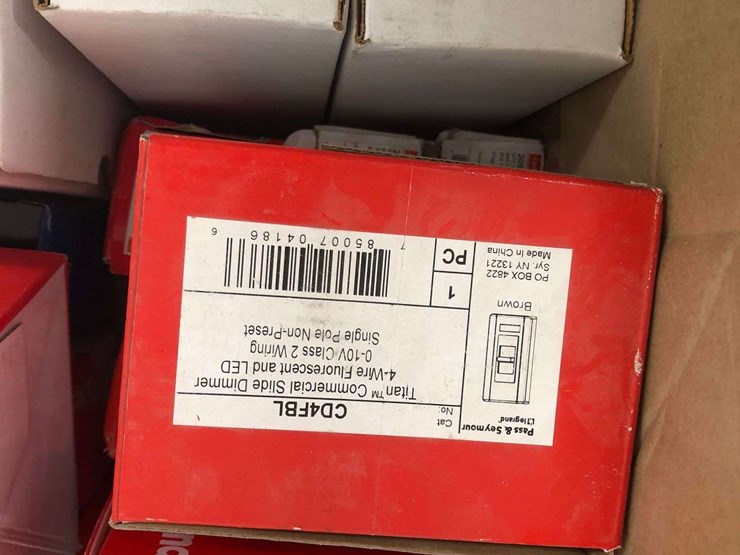 Pass & Seymour
legrand
Cat
No:
CD4FBL
Titan™ Commercial Slide Dimmer
4-Wire Fluorescent and LED
0-10V Class 2 Wiring
Single Pole Non-Preset
Brown
PO BOX 4822
Syr. NY 13221
Made in China
1
PC
7 85007 04186 6